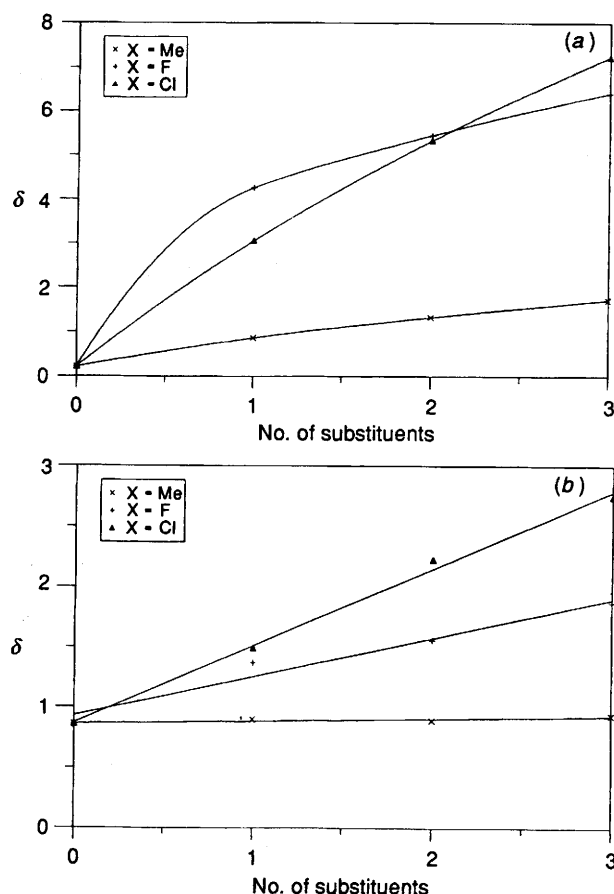 8
(a)
× X = Me
+ X = F
▲ X = Cl
6
δ
4
2
0
0 1 2 3
No. of substituents
3
(b)
× X = Me
+ X = F
▲ X = Cl
2
δ
1
0
0 1 2 3
No. of substituents